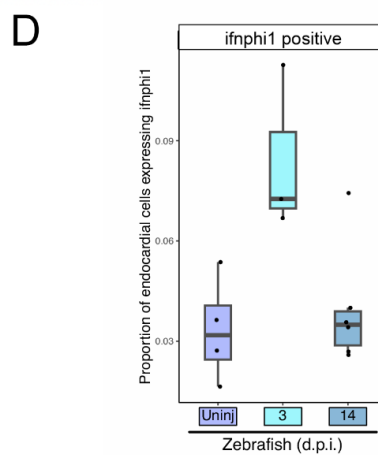 D
ifnphi1 positive
Proportion of endocardial cells expressing ifnphi1
0.09
0.06
0.03
Uninj 3 14
Zebrafish (d.p.i.)